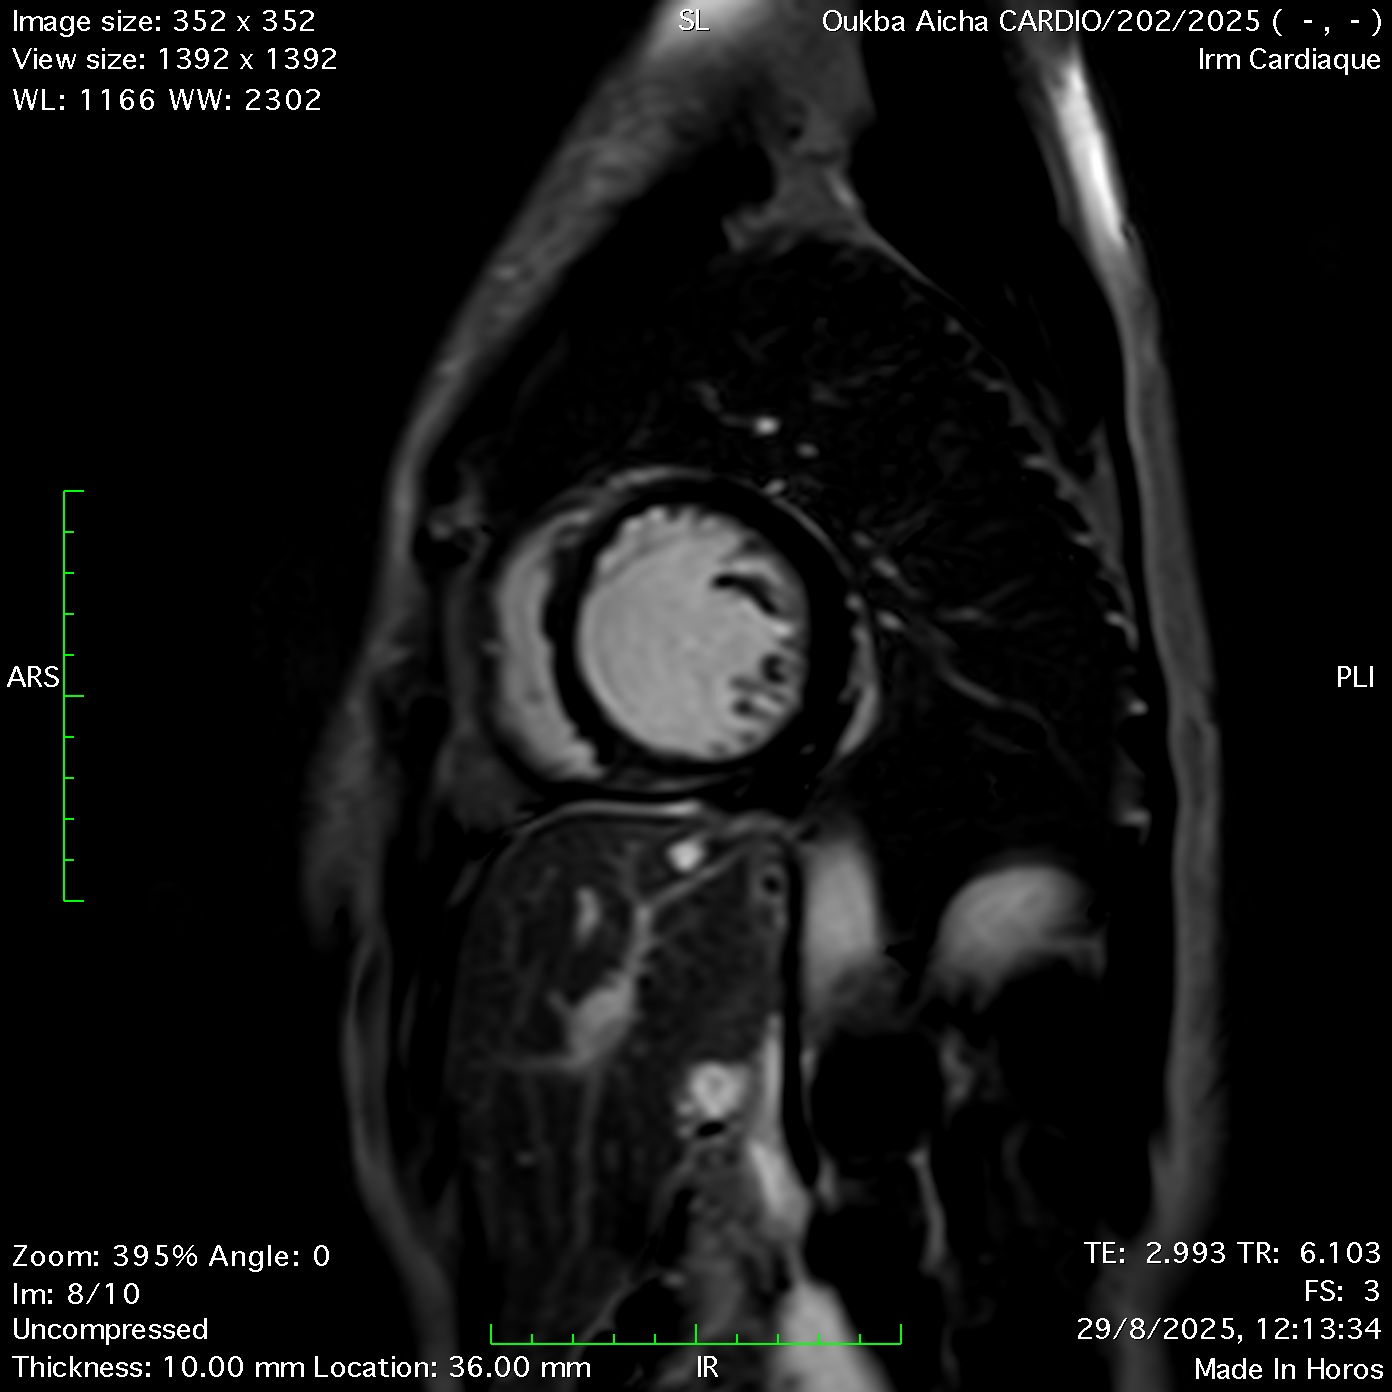 Image size: 352 x 352
View size: 1392 x 1392
WL: 1166 WW: 2302
SL
Oukba Aicha CARDIO/202/2025 ( -, -)
Irm Cardiaque
ARS
PLI
Zoom: 395% Angle: 0
Im: 8/10
Uncompressed
Thickness: 10.00 mm Location: 36.00 mm
IR
TE: 2.993 TR: 6.103
FS: 3
29/8/2025, 12:13:34
Made In Horos